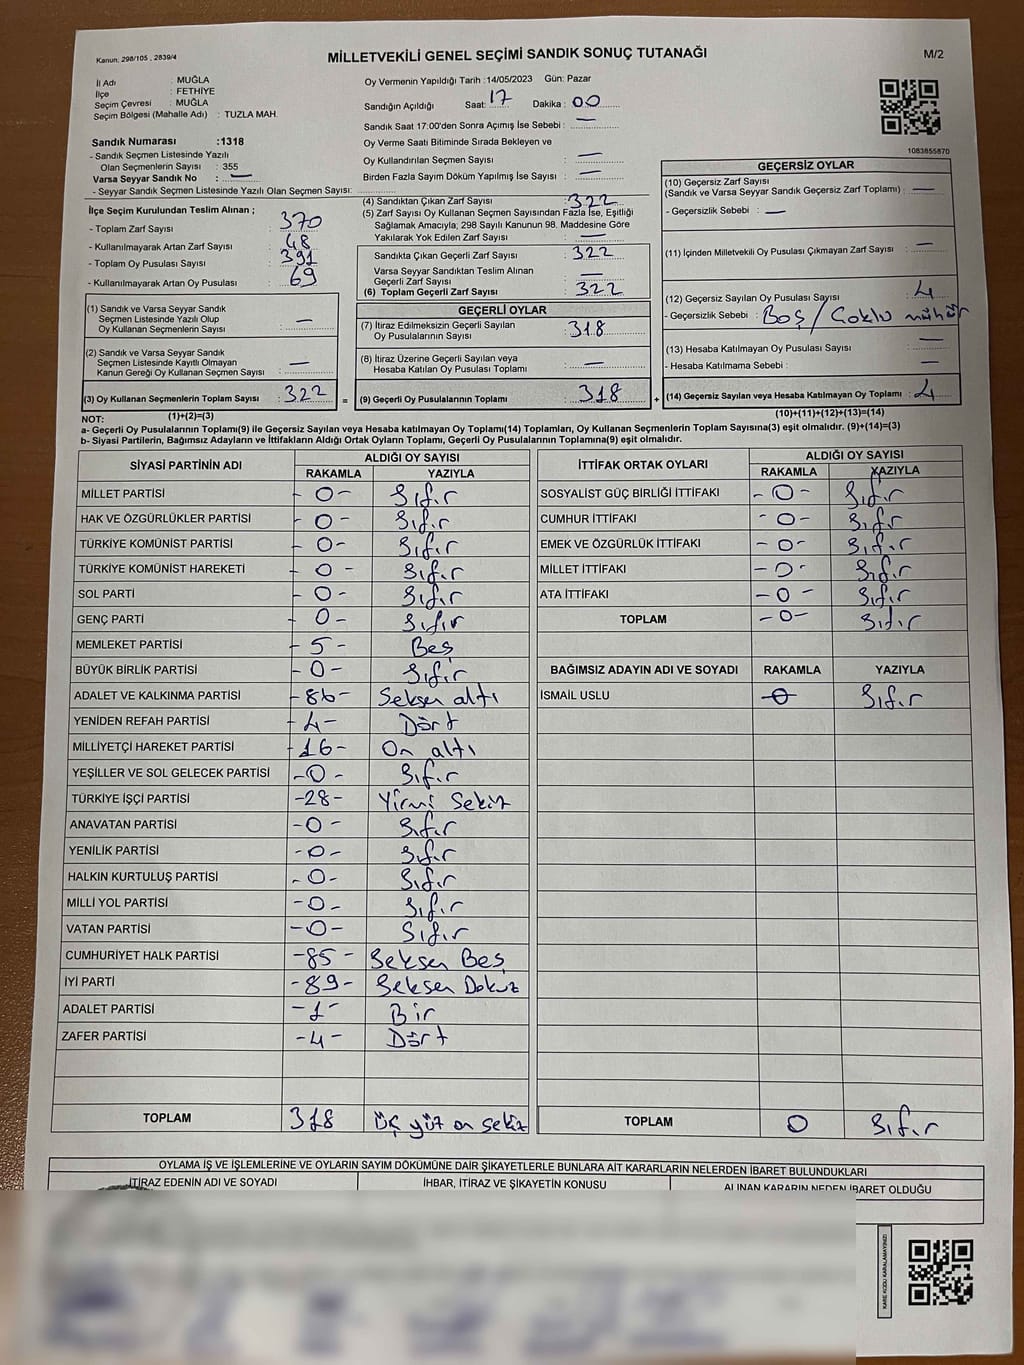 Kanun: 298/105 , 2839/4
MİLLETVEKİLİ GENEL SEÇİMİ SANDIK SONUÇ TUTANAĞI
M/2
İl Adı : MUĞLA
İlçe : FETHİYE
Seçim Çevresi : MUĞLA
Seçim Bölgesi (Mahalle Adı) : TUZLA MAH.
Sandık Numarası :1318
- Sandık Seçmen Listesinde Yazılı
Olan Seçmenlerin Sayısı : 355
Varsa Seyyar Sandık No : —
- Seyyar Sandık Seçmen Listesinde Yazılı Olan Seçmen Sayısı:
Oy Vermenin Yapıldığı Tarih :14/05/2023 Gün: Pazar
Sandığın Açıldığı Saat: 17 Dakika : 00
Sandık Saat 17:00'den Sonra Açımış İse Sebebi : —
Oy Verme Saati Bitiminde Sırada Bekleyen ve
Oy Kullandırılan Seçmen Sayısı : —
Birden Fazla Sayım Döküm Yapılmış İse Sayısı : —
1083855870
İlçe Seçim Kurulundan Teslim Alınan ;
- Toplam Zarf Sayısı : 370
- Kullanılmayarak Artan Zarf Sayısı : 48
- Toplam Oy Pusulası Sayısı : 391
- Kullanılmayarak Artan Oy Pusulası : 69
(1) Sandık ve Varsa Seyyar Sandık
Seçmen Listesinde Yazılı Olup
Oy Kullanan Seçmenlerin Sayısı : —
(2) Sandık ve Varsa Seyyar Sandık
Seçmen Listesinde Kayıtlı Olmayan
Kanun Gereği Oy Kullanan Seçmen Sayısı : —
(3) Oy Kullanan Seçmenlerin Toplam Sayısı : 322 =
(1)+(2)=(3)
(4) Sandıktan Çıkan Zarf Sayısı : 322
(5) Zarf Sayısı Oy Kullanan Seçmen Sayısından Fazla İse, Eşitliği
Sağlamak Amacıyla; 298 Sayılı Kanunun 98. Maddesine Göre
Yakılarak Yok Edilen Zarf Sayısı : —
Sandıkta Çıkan Geçerli Zarf Sayısı : 322
Varsa Seyyar Sandıktan Teslim Alınan
Geçerli Zarf Sayısı : —
(6) Toplam Geçerli Zarf Sayısı : 322
GEÇERLİ OYLAR
(7) İtiraz Edilmeksizin Geçerli Sayılan
Oy Pusulalarının Sayısı : 318
(8) İtiraz Üzerine Geçerli Sayılan veya
Hesaba Katılan Oy Pusulası Toplamı : —
(9) Geçerli Oy Pusulalarının Toplamı : 318 +
GEÇERSİZ OYLAR
(10) Geçersiz Zarf Sayısı
(Sandık ve Varsa Seyyar Sandık Geçersiz Zarf Toplamı) : —
- Geçersizlik Sebebi : —
(11) İçinden Milletvekili Oy Pusulası Çıkmayan Zarf Sayısı : —
(12) Geçersiz Sayılan Oy Pusulası Sayısı : 4
- Geçersizlik Sebebi : Boş / Çoklu mühür
(13) Hesaba Katılmayan Oy Pusulası Sayısı : —
- Hesaba Katılmama Sebebi : —
(14) Geçersiz Sayılan veya Hesaba Katılmayan Oy Toplamı : 4
(10)+(11)+(12)+(13)=(14)
NOT:
a- Geçerli Oy Pusulalarının Toplamı(9) ile Geçersiz Sayılan veya Hesaba katılmayan Oy Toplamı(14) Toplamları, Oy Kullanan Seçmenlerin Toplam Sayısına(3) eşit olmalıdır. (9)+(14)=(3)
b- Siyasi Partilerin, Bağımsız Adayların ve İttifakların Aldığı Ortak Oyların Toplamı, Geçerli Oy Pusulalarının Toplamına(9) eşit olmalıdır.
SİYASİ PARTİNİN ADI ALDIĞI OY SAYISI
RAKAMLA YAZIYLA
MİLLET PARTİSİ - 0 - Sıfır
HAK VE ÖZGÜRLÜKLER PARTİSİ - 0 - Sıfır
TÜRKİYE KOMÜNİST PARTİSİ - 0 - Sıfır
TÜRKİYE KOMÜNİST HAREKETİ - 0 - Sıfır
SOL PARTİ - 0 - Sıfır
GENÇ PARTİ - 0 - Sıfır
MEMLEKET PARTİSİ - 5 - Beş
BÜYÜK BİRLİK PARTİSİ - 0 - Sıfır
ADALET VE KALKINMA PARTİSİ - 86 - Seksen altı
YENİDEN REFAH PARTİSİ - 4 - Dört
MİLLİYETÇİ HAREKET PARTİSİ - 16 - On altı
YEŞİLLER VE SOL GELECEK PARTİSİ - 0 - Sıfır
TÜRKİYE İŞÇİ PARTİSİ - 28 - Yirmi Sekiz
ANAVATAN PARTİSİ - 0 - Sıfır
YENİLİK PARTİSİ - 0 - Sıfır
HALKIN KURTULUŞ PARTİSİ - 0 - Sıfır
MİLLİ YOL PARTİSİ - 0 - Sıfır
VATAN PARTİSİ - 0 - Sıfır
CUMHURİYET HALK PARTİSİ - 85 - Seksen Beş
İYİ PARTİ - 89 - Seksen Dokuz
ADALET PARTİSİ - 1 - Bir
ZAFER PARTİSİ - 4 - Dört
TOPLAM 318 Üç yüz on sekiz
İTTİFAK ORTAK OYLARI ALDIĞI OY SAYISI
RAKAMLA YAZIYLA
SOSYALİST GÜÇ BİRLİĞİ İTTİFAKI - 0 - Sıfır
CUMHUR İTTİFAKI - 0 - Sıfır
EMEK VE ÖZGÜRLÜK İTTİFAKI - 0 - Sıfır
MİLLET İTTİFAKI - 0 - Sıfır
ATA İTTİFAKI - 0 - Sıfır
TOPLAM - 0 - Sıfır
BAĞIMSIZ ADAYIN ADI VE SOYADI RAKAMLA YAZIYLA
İSMAİL USLU - 0 - Sıfır
TOPLAM 0 Sıfır
OYLAMA İŞ VE İŞLEMLERİNE VE OYLARIN SAYIM DÖKÜMÜNE DAİR ŞİKAYETLERLE BUNLARA AİT KARARLARIN NELERDEN İBARET BULUNDUKLARI
İTİRAZ EDENİN ADI VE SOYADI İHBAR, İTİRAZ VE ŞİKAYETİN KONUSU ALINAN KARARIN NEDEN İBARET OLDUĞU
KARE KODU KARALAMAYINIZ!